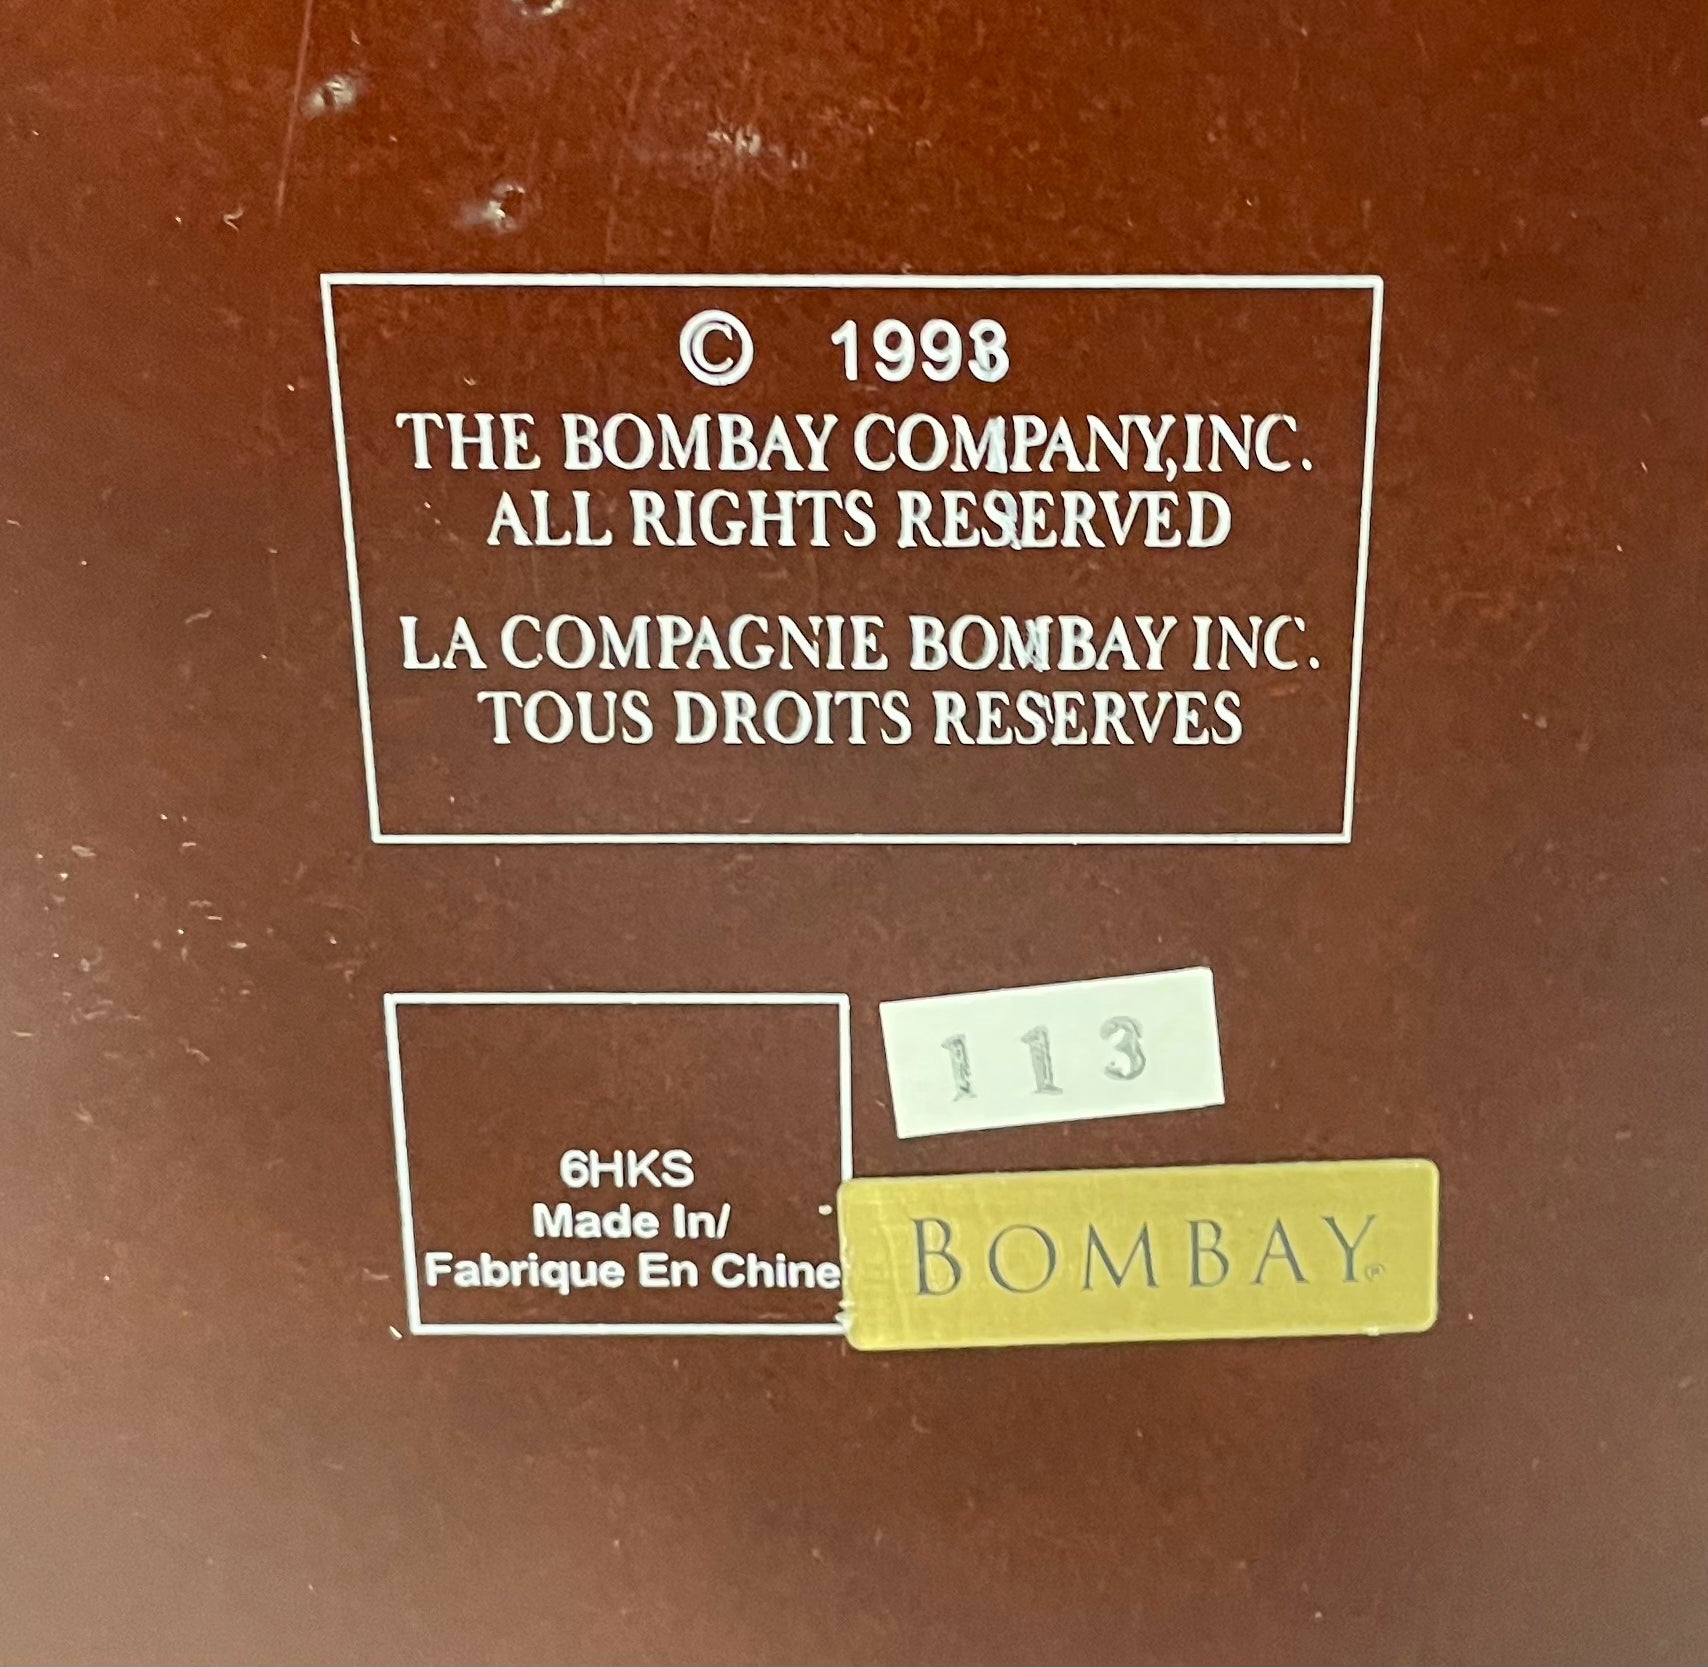 © 1998
THE BOMBAY COMPANY,INC.
ALL RIGHTS RESERVED
LA COMPAGNIE BOMBAY INC.
TOUS DROITS RESERVES
113
6HKS
Made In/
Fabrique En Chine
BOMBAY®